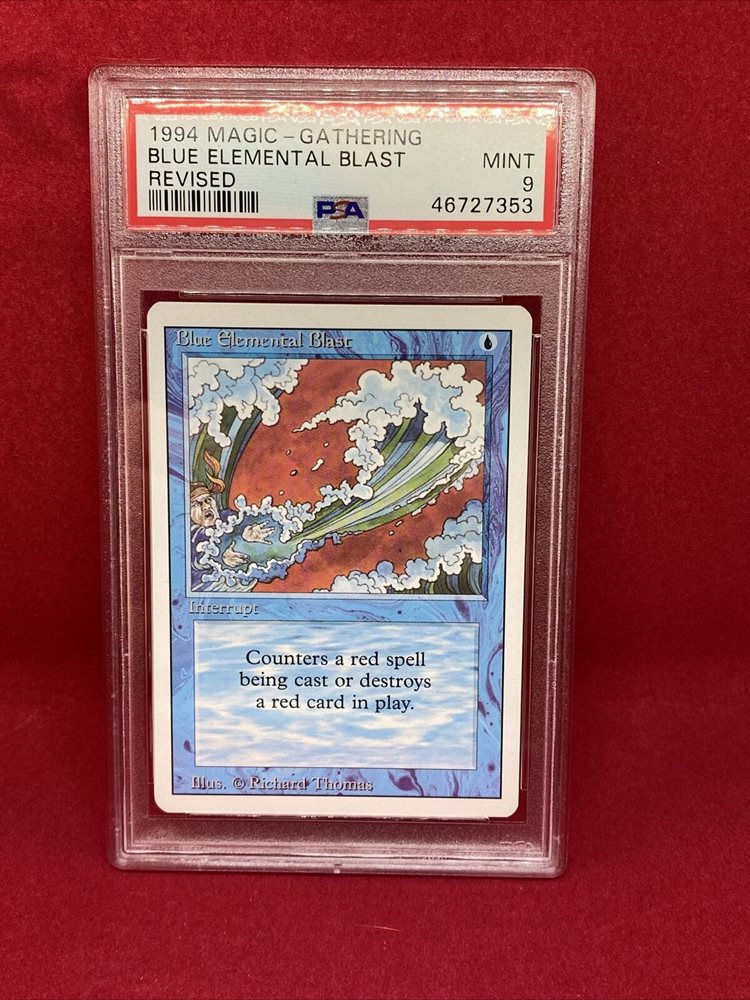 1994 MAGIC - GATHERING
BLUE ELEMENTAL BLAST MINT
REVISED 9
PSA 46727353
Blue Elemental Blast
Interrupt
Counters a red spell
being cast or destroys
a red card in play.
Illus. © Richard Thomas